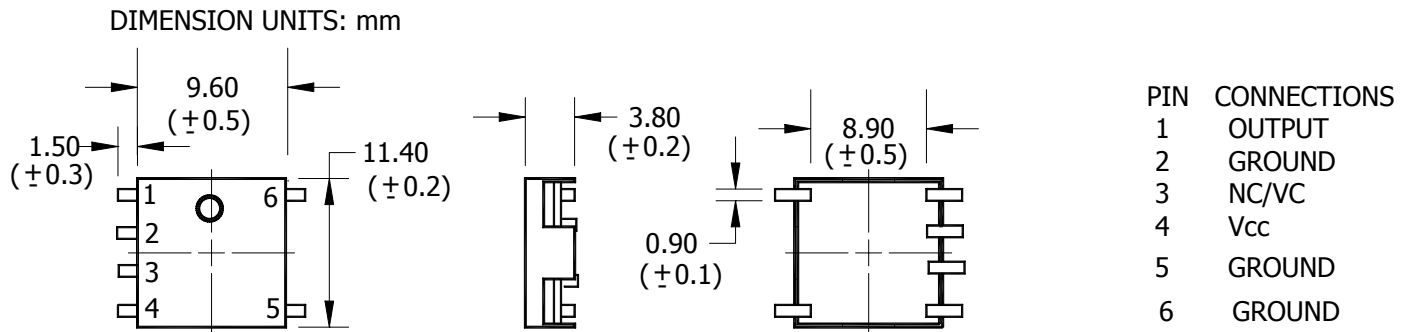 DIMENSION UNITS: mm
9.60
(±0.5)
1.50
(±0.3)
11.40
(±0.2)
1
2
3
4
6
5
3.80
(±0.2)
8.90
(±0.5)
0.90
(±0.1)
PIN CONNECTIONS
1 OUTPUT
2 GROUND
3 NC/VC
4 Vcc
5 GROUND
6 GROUND